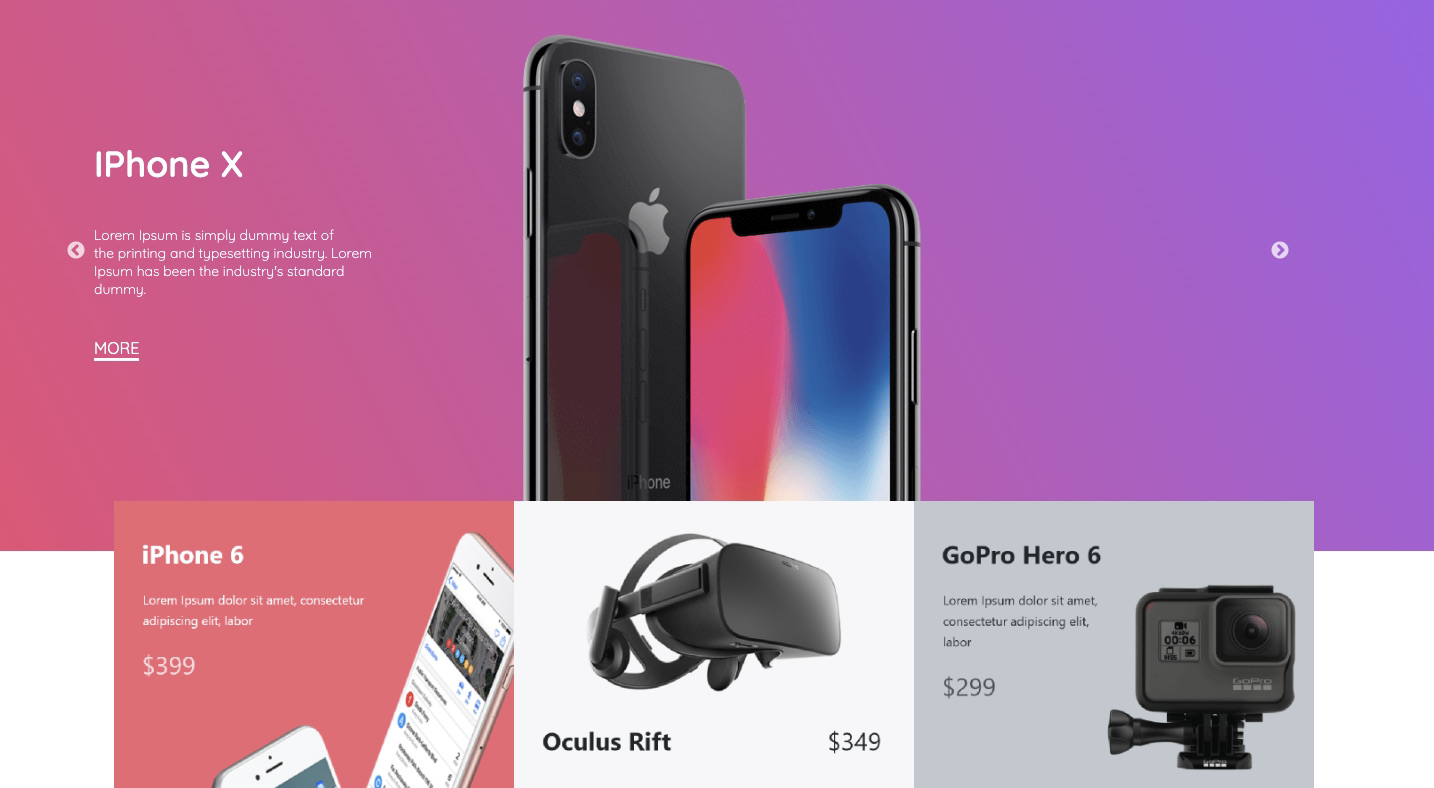 IPhone X
Lorem Ipsum is simply dummy text of
the printing and typesetting industry. Lorem
Ipsum has been the industry's standard
dummy.
MORE
iPhone
iPhone 6
Lorem Ipsum dolor sit amet, consectetur
adipiscing elit, labor
$399
Oculus Rift
$349
GoPro Hero 6
Lorem Ipsum dolor sit amet,
consectetur adipiscing elit,
labor
$299
00:06
GoPro